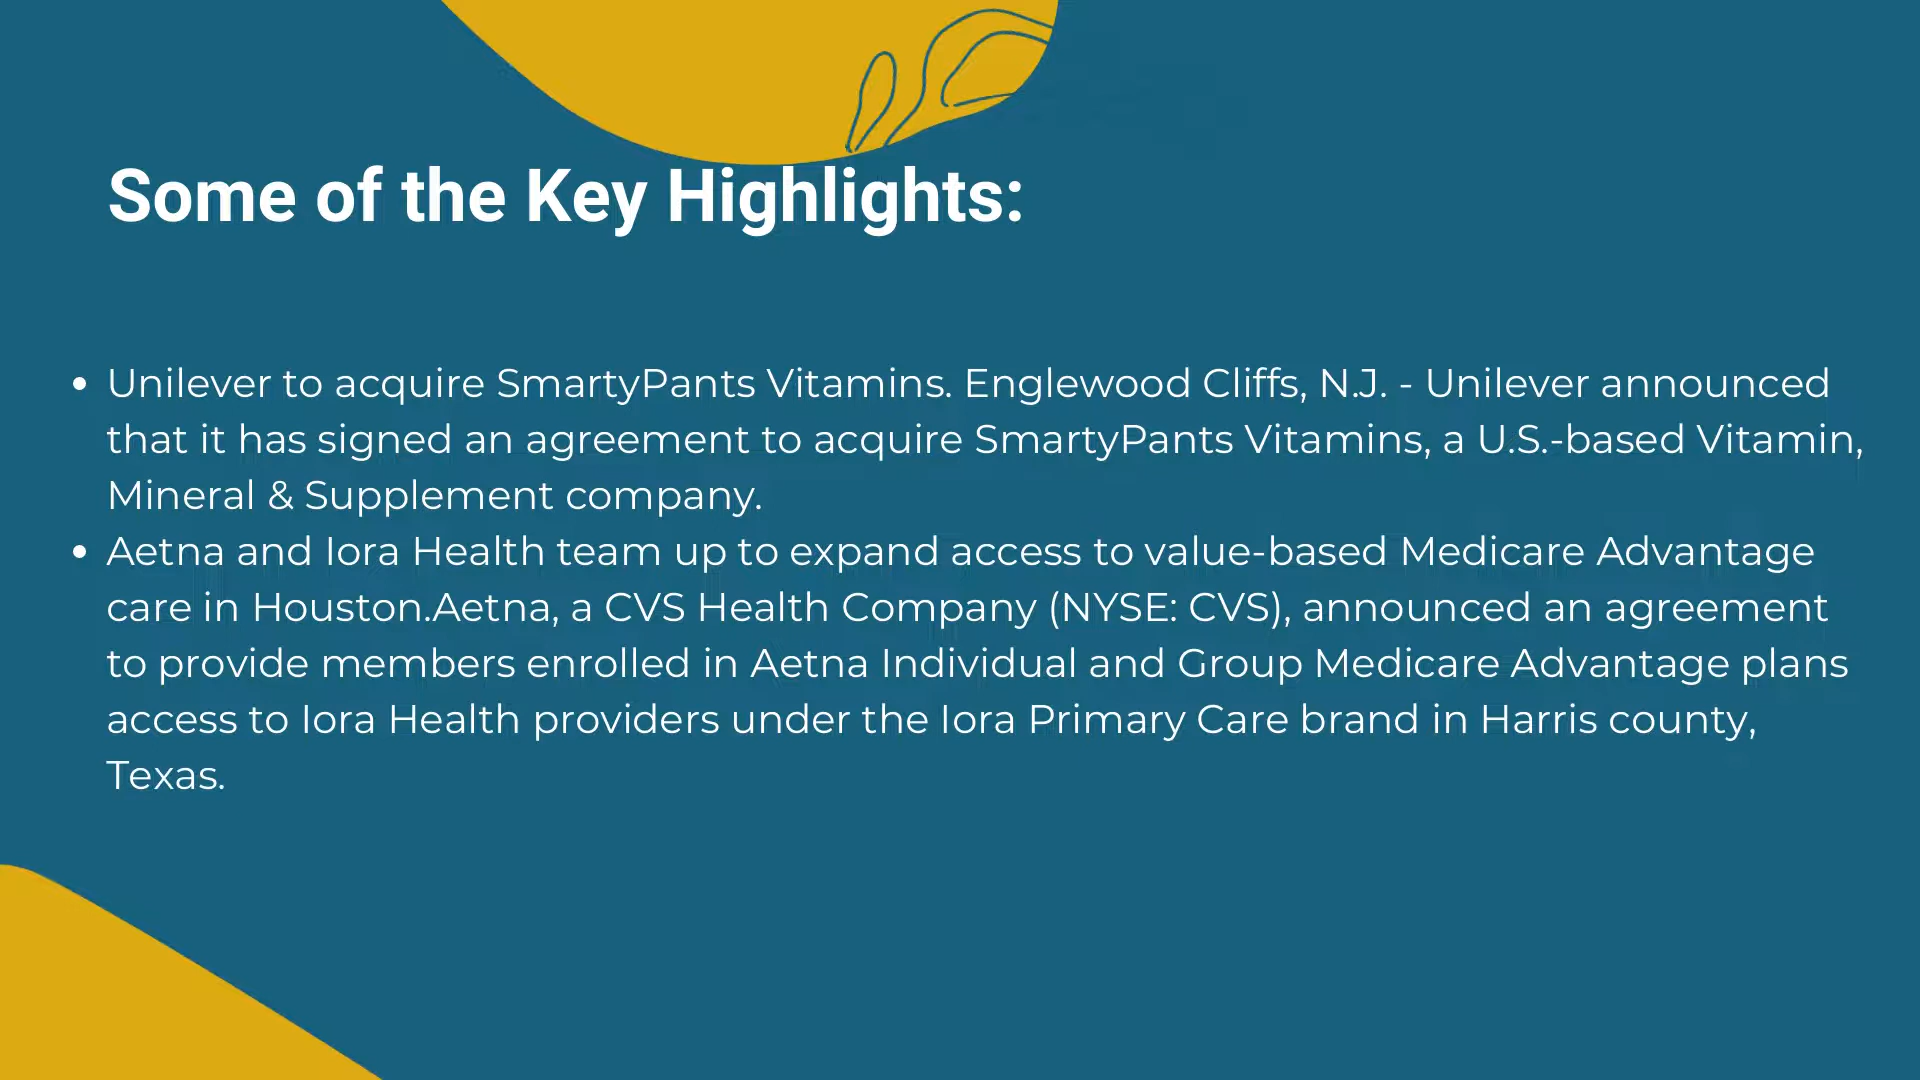 Some of the Key Highlights:
• Unilever to acquire SmartyPants Vitamins. Englewood Cliffs, N.J. - Unilever announced
that it has signed an agreement to acquire SmartyPants Vitamins, a U.S.-based Vitamin,
Mineral & Supplement company.
• Aetna and Iora Health team up to expand access to value-based Medicare Advantage
care in Houston.Aetna, a CVS Health Company (NYSE: CVS), announced an agreement
to provide members enrolled in Aetna Individual and Group Medicare Advantage plans
access to Iora Health providers under the Iora Primary Care brand in Harris county,
Texas.